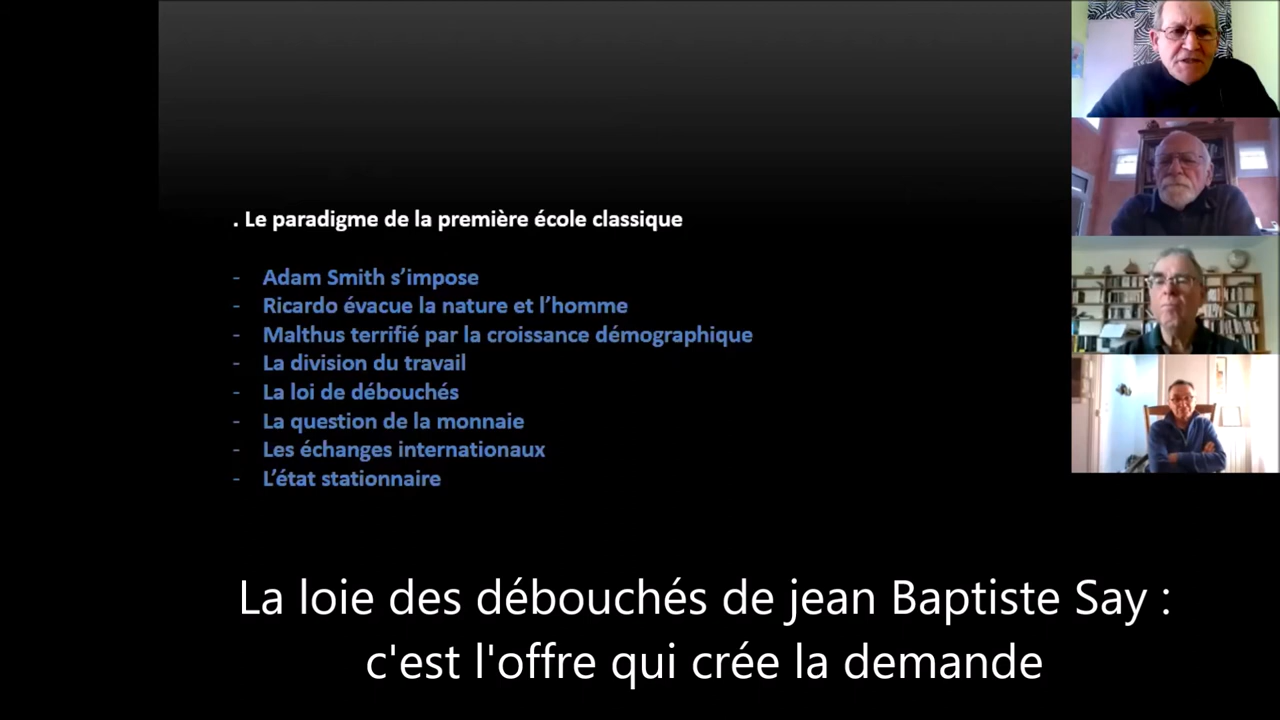 . Le paradigme de la première école classique
- Adam Smith s’impose
- Ricardo évacue la nature et l’homme
- Malthus terrifié par la croissance démographique
- La division du travail
- La loi de débouchés
- La question de la monnaie
- Les échanges internationaux
- L’état stationnaire
La loie des débouchés de jean Baptiste Say :
c'est l'offre qui crée la demande